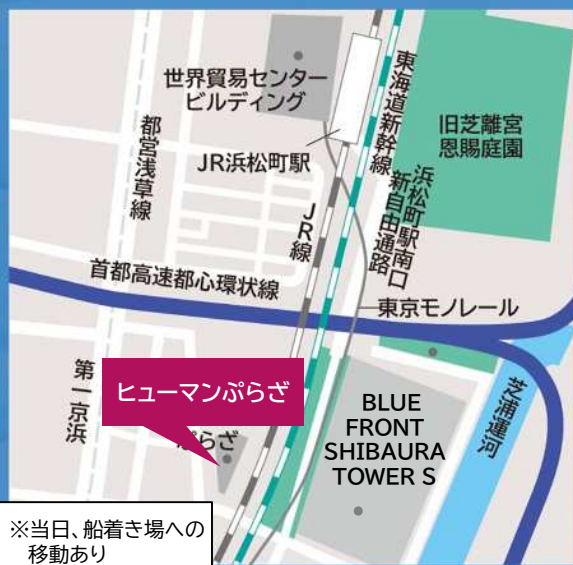 世界貿易センター
ビルディング
都営浅草線
JR浜松町駅
東海道新幹線
旧芝離宮
恩賜庭園
JR線
浜松町駅南口
新自由通路
首都高速都心環状線
東京モノレール
第一京浜
ヒューマンぷらざ
ぷらざ
BLUE
FRONT
SHIBAURA
TOWER S
芝浦運河
※当日、船着き場への
移動あり